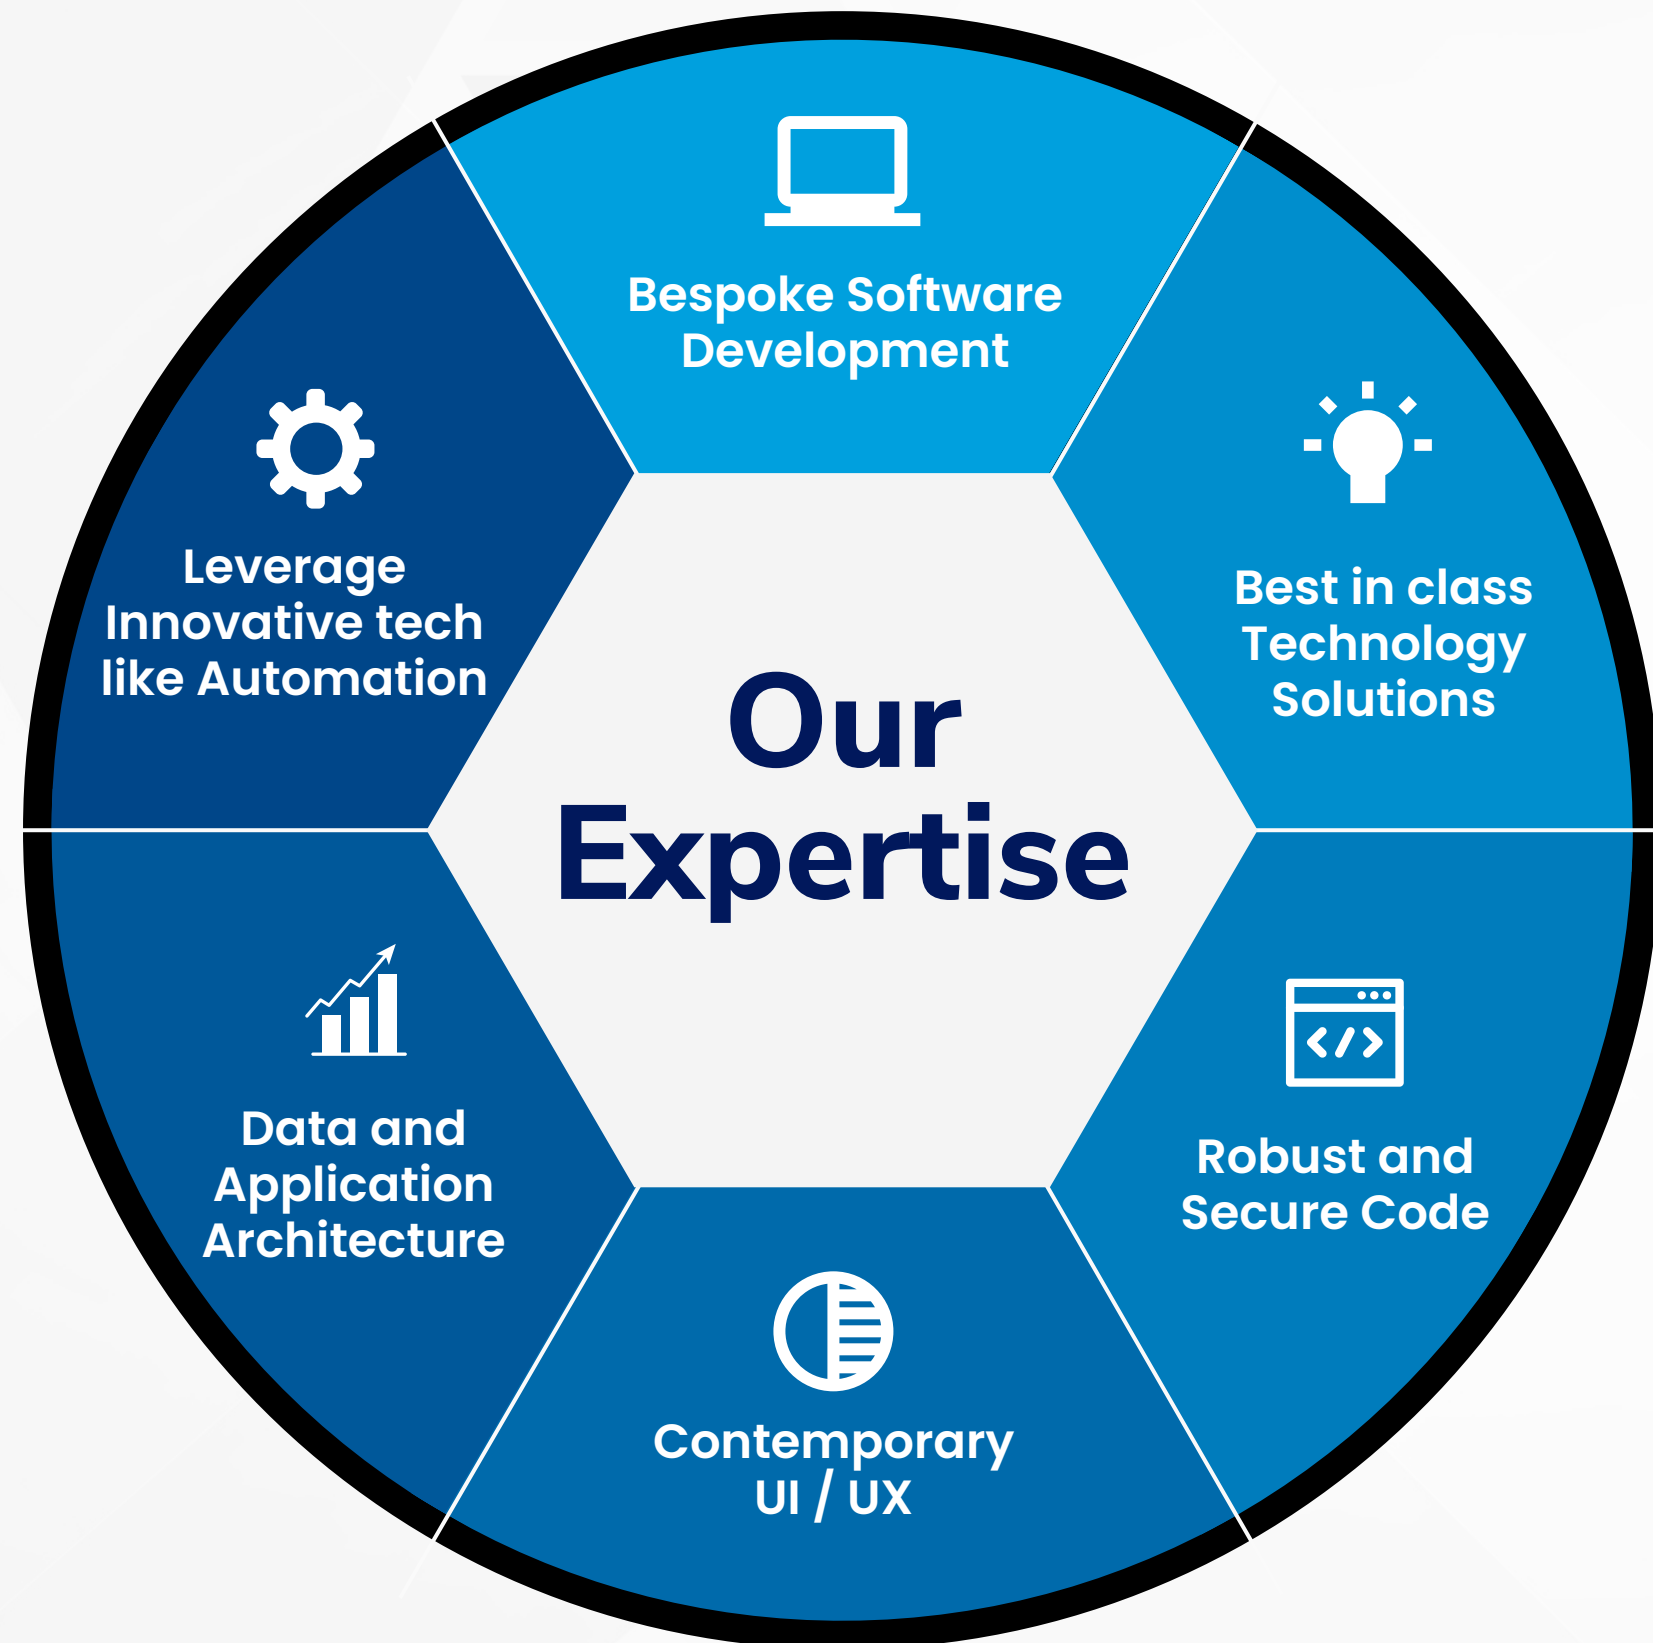 Bespoke Software
Development
Best in class
Technology
Solutions
Robust and
Secure Code
Contemporary
UI / UX
Data and
Application
Architecture
Leverage
Innovative tech
like Automation
Our
Expertise